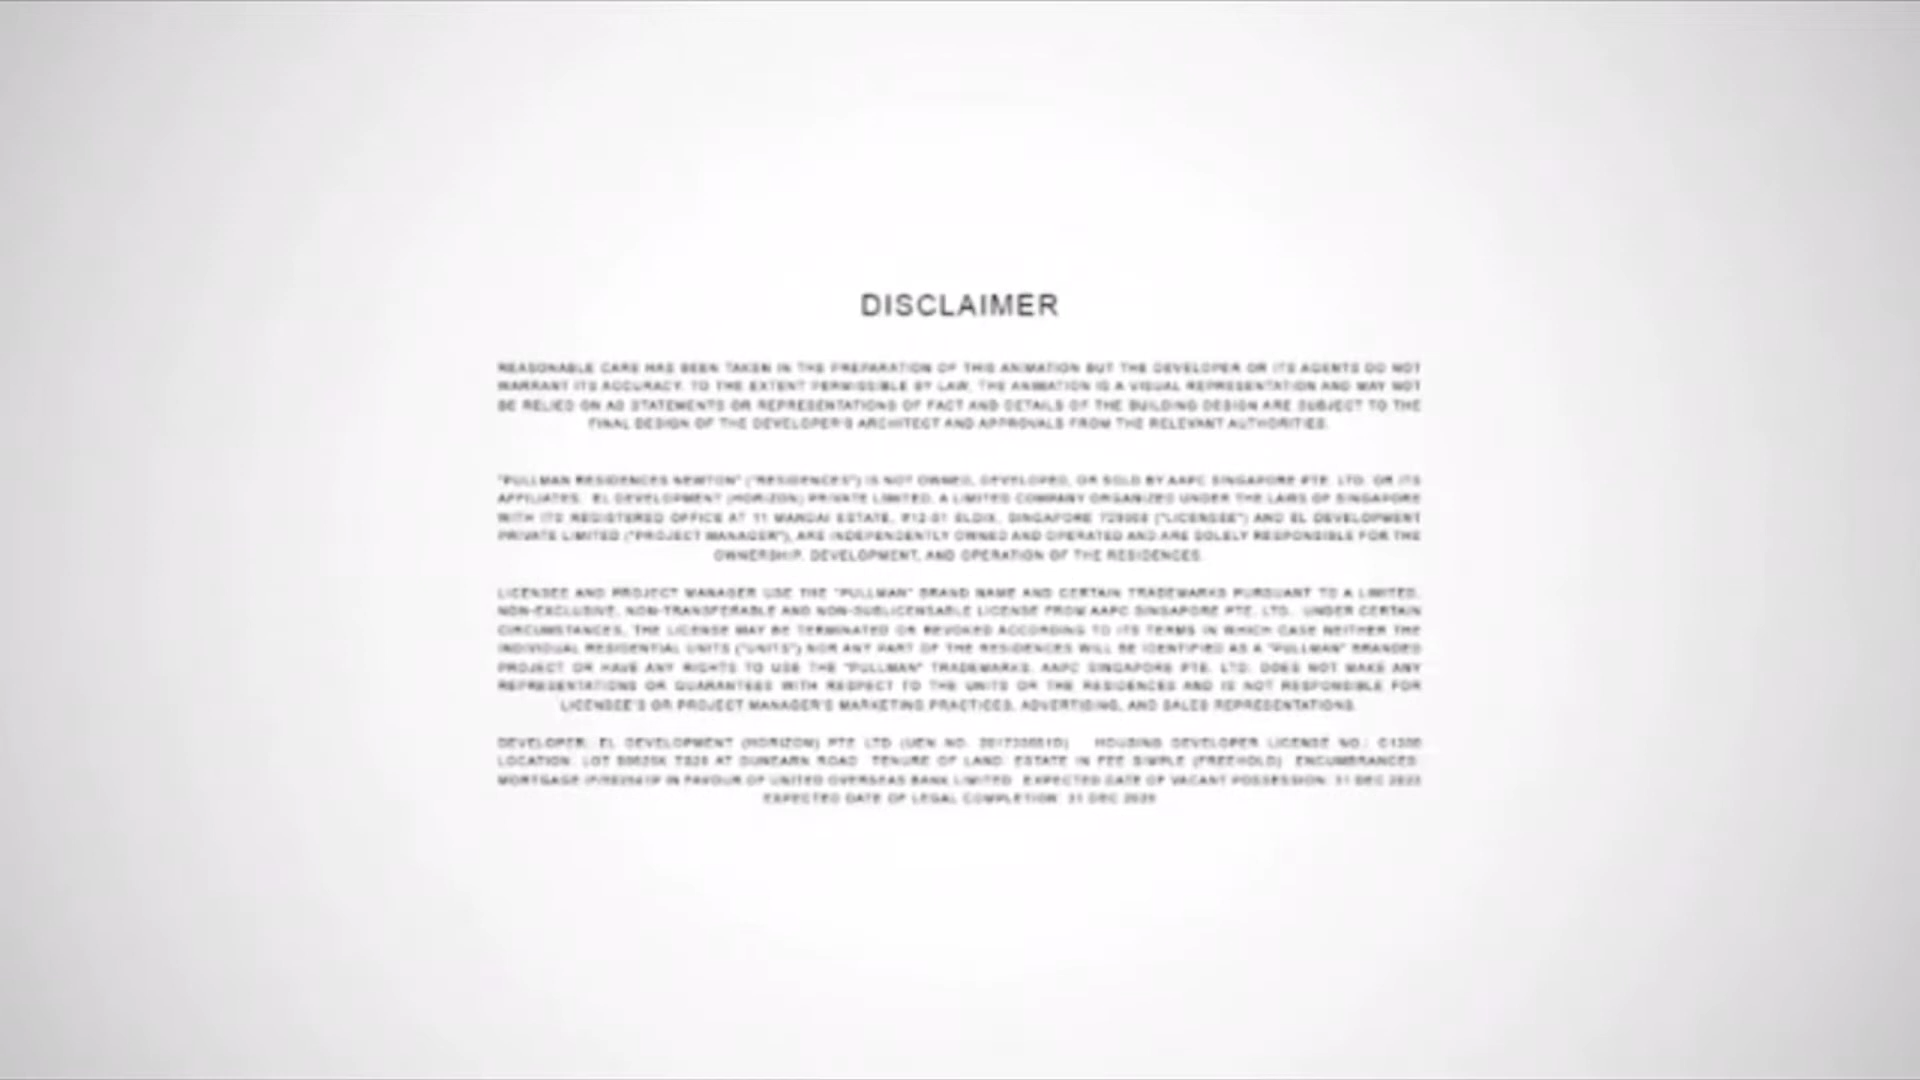 DISCLAIMER
REASONABLE CARE HAS BEEN TAKEN IN THE PREPARATION OF THIS ANIMATION BUT THE DEVELOPER OR ITS AGENTS DO NOT
WARRANT ITS ACCURACY. TO THE EXTENT PERMISSIBLE BY LAW, THE ANIMATION IS A VISUAL REPRESENTATION AND MAY NOT
BE RELIED ON AS STATEMENTS OR REPRESENTATIONS OF FACT AND DETAILS OF THE BUILDING DESIGN ARE SUBJECT TO THE
FINAL DESIGN OF THE DEVELOPER'S ARCHITECT AND APPROVALS FROM THE RELEVANT AUTHORITIES.
"PULLMAN RESIDENCES NEWTON" ("RESIDENCES") IS NOT OWNED, DEVELOPED, OR SOLD BY AAPC SINGAPORE PTE. LTD. OR ITS
AFFILIATES. EL DEVELOPMENT (HORIZON) PRIVATE LIMITED, A LIMITED COMPANY ORGANIZED UNDER THE LAWS OF SINGAPORE
WITH ITS REGISTERED OFFICE AT 11 MANDAI ESTATE, #12-01 ELDIX, SINGAPORE ("LICENSEE") AND EL DEVELOPMENT
PRIVATE LIMITED ("PROJECT MANAGER"), ARE INDEPENDENTLY OWNED AND OPERATED AND ARE SOLELY RESPONSIBLE FOR THE
OWNERSHIP, DEVELOPMENT, AND OPERATION OF THE RESIDENCES.
LICENSEE AND PROJECT MANAGER USE THE "PULLMAN" BRAND NAME AND CERTAIN TRADEMARKS PURSUANT TO A LIMITED,
NON-EXCLUSIVE, NON-TRANSFERABLE AND NON-SUBLICENSABLE LICENSE FROM AAPC SINGAPORE PTE. LTD.. UNDER CERTAIN
CIRCUMSTANCES, THE LICENSE MAY BE TERMINATED OR REVOKED ACCORDING TO ITS TERMS IN WHICH CASE NEITHER THE
INDIVIDUAL RESIDENTIAL UNITS ("UNITS") NOR ANY PART OF THE RESIDENCES WILL BE IDENTIFIED AS A "PULLMAN" BRANDED
PROJECT OR HAVE ANY RIGHTS TO USE THE "PULLMAN" TRADEMARKS. AAPC SINGAPORE PTE. LTD. DOES NOT MAKE ANY
REPRESENTATIONS OR GUARANTEES WITH RESPECT TO THE UNITS OR THE RESIDENCES AND IS NOT RESPONSIBLE FOR
LICENSEE'S OR PROJECT MANAGER'S MARKETING PRACTICES, ADVERTISING, AND SALES REPRESENTATIONS.
DEVELOPER: EL DEVELOPMENT (HORIZON) PTE LTD (UEN NO. HOUSING DEVELOPER LICENSE NO.:
LOCATION: LOT AT DUNEARN ROAD TENURE OF LAND: ESTATE IN FEE SIMPLE (FREEHOLD) ENCUMBRANCES:
MORTGAGE IN FAVOUR OF UNITED OVERSEAS BANK LIMITED EXPECTED DATE OF VACANT POSSESSION: 31 DEC 2023
EXPECTED DATE OF LEGAL COMPLETION: 31 DEC